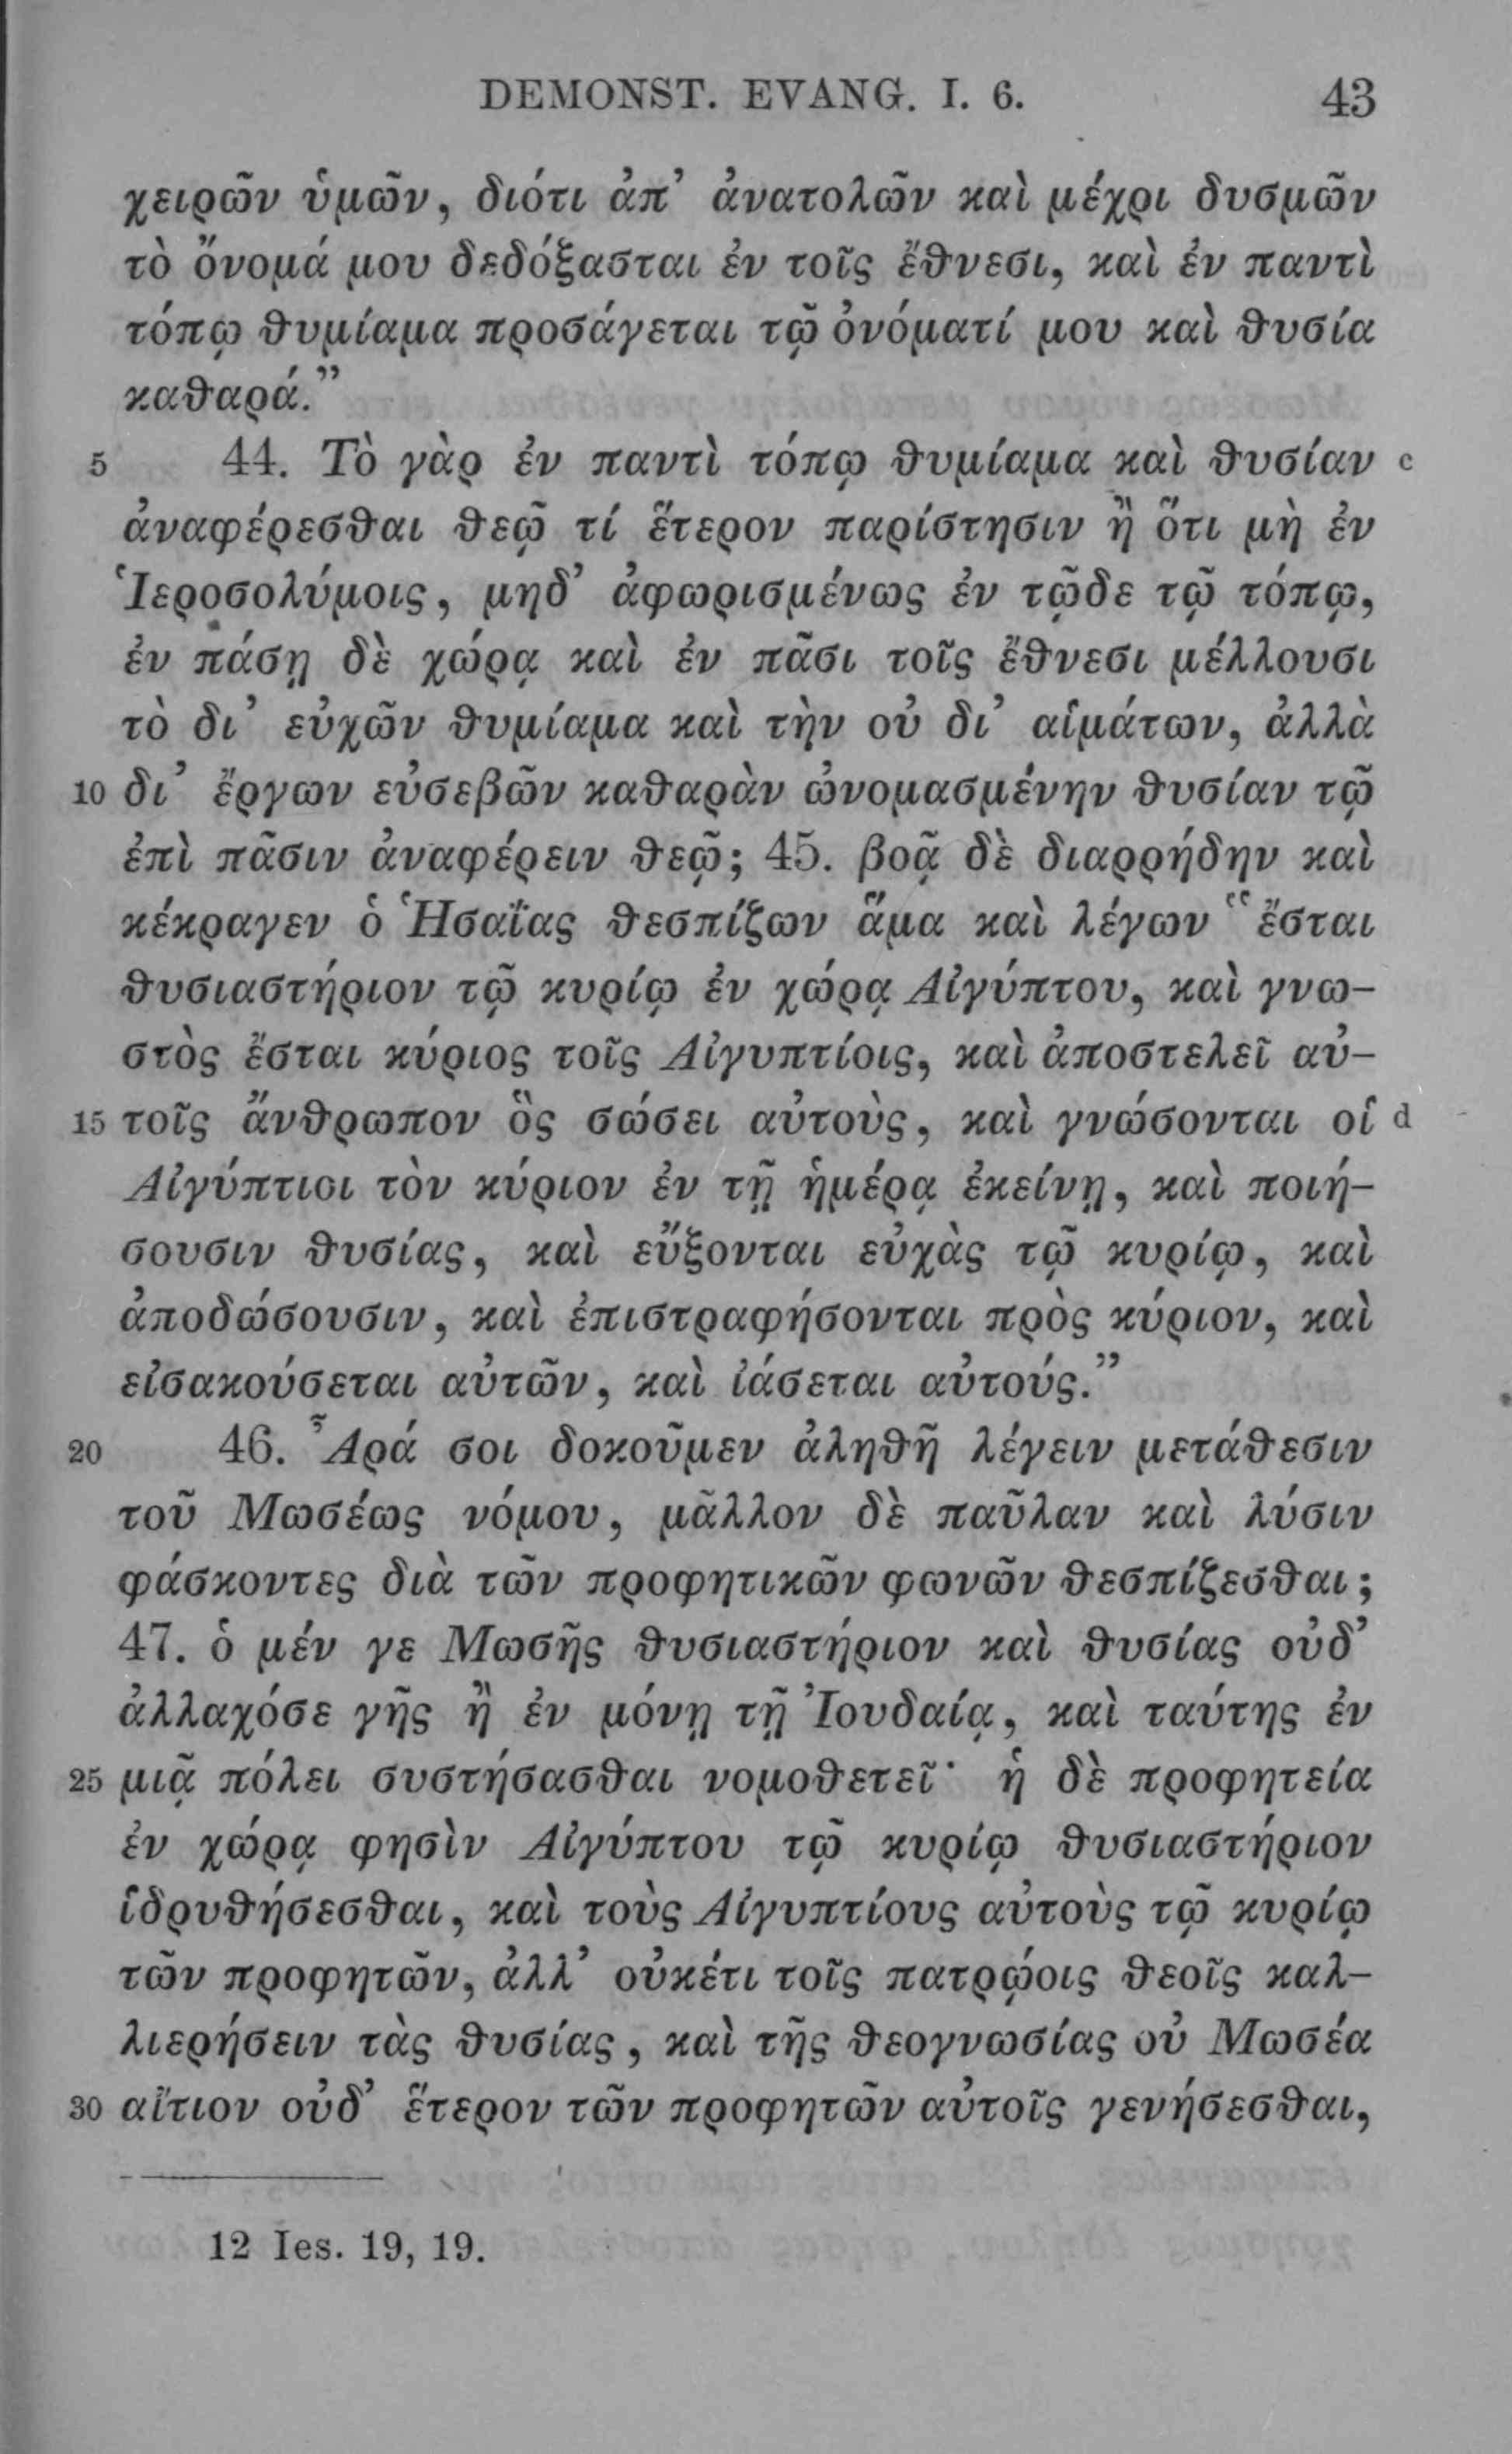 DEMONST. EVANG. I. 6. 43
χειρῶν ὑμῶν, διότι ἀπ’ ἀνατολῶν καὶ μέχρι δυσμῶν
τὸ ὄνομά μου δεδόξασται ἐν τοῖς ἔθνεσι, καὶ ἐν παντὶ
τόπῳ θυμίαμα προσάγεται τῷ ὀνόματί μου καὶ θυσία
καθαρά.”
5 44. Τὸ γὰρ ἐν παντὶ τόπῳ θυμίαμα καὶ θυσίαν c
ἀναφέρεσθαι θεῷ τί ἕτερον παρίστησιν ἢ ὅτι μὴ ἐν
Ἱεροσολύμοις, μηδ’ ἀφωρισμένως ἐν τῷδε τῷ τόπῳ,
ἐν πάσῃ δὲ χώρᾳ καὶ ἐν πᾶσι τοῖς ἔθνεσι μέλλουσι
τὸ δι’ εὐχῶν θυμίαμα καὶ τὴν οὐ δι’ αἱμάτων, ἀλλὰ
10 δι’ ἔργων εὐσεβῶν καθαρὰν ὠνομασμένην θυσίαν τῷ
ἐπὶ πᾶσιν ἀναφέρειν θεῷ; 45. βοᾷ δὲ διαρρήδην καὶ
κέκραγεν ὁ Ἡσαΐας θεσπίζων ἅμα καὶ λέγων “ἔσται
θυσιαστήριον τῷ κυρίῳ ἐν χώρᾳ Αἰγύπτου, καὶ γνω-
στὸς ἔσται κύριος τοῖς Αἰγυπτίοις, καὶ ἀποστελεῖ αὐ-
15 τοῖς ἄνθρωπον ὃς σώσει αὐτοὺς, καὶ γνώσονται οἱ d
Αἰγύπτιοι τὸν κύριον ἐν τῇ ἡμέρᾳ ἐκείνῃ, καὶ ποιή-
σουσιν θυσίας, καὶ εὔξονται εὐχὰς τῷ κυρίῳ, καὶ
ἀποδώσουσιν, καὶ ἐπιστραφήσονται πρὸς κύριον, καὶ
εἰσακούσεται αὐτῶν, καὶ ἰάσεται αὐτούς.”
20 46. Ἆρά σοι δοκοῦμεν ἀληθῆ λέγειν μετάθεσιν
τοῦ Μωσέως νόμου, μᾶλλον δὲ παῦλαν καὶ λύσιν
φάσκοντες διὰ τῶν προφητικῶν φωνῶν θεσπίζεσθαι;
47. ὁ μέν γε Μωσῆς θυσιαστήριον καὶ θυσίας οὐδ’
ἀλλαχόσε γῆς ἢ ἐν μόνῃ τῇ Ἰουδαίᾳ, καὶ ταύτης ἐν
25 μιᾷ πόλει συστήσασθαι νομοθετεῖ· ἡ δὲ προφητεία
ἐν χώρᾳ φησὶν Αἰγύπτου τῷ κυρίῳ θυσιαστήριον
ἱδρυθήσεσθαι, καὶ τοὺς Αἰγυπτίους αὐτοὺς τῷ κυρίῳ
τῶν προφητῶν, ἀλλ’ οὐκέτι τοῖς πατρῴοις θεοῖς καλ-
λιερήσειν τὰς θυσίας, καὶ τῆς θεογνωσίας οὐ Μωσέα
30 αἴτιον οὐδ’ ἕτερον τῶν προφητῶν αὐτοῖς γενήσεσθαι,
12 Ies. 19, 19.